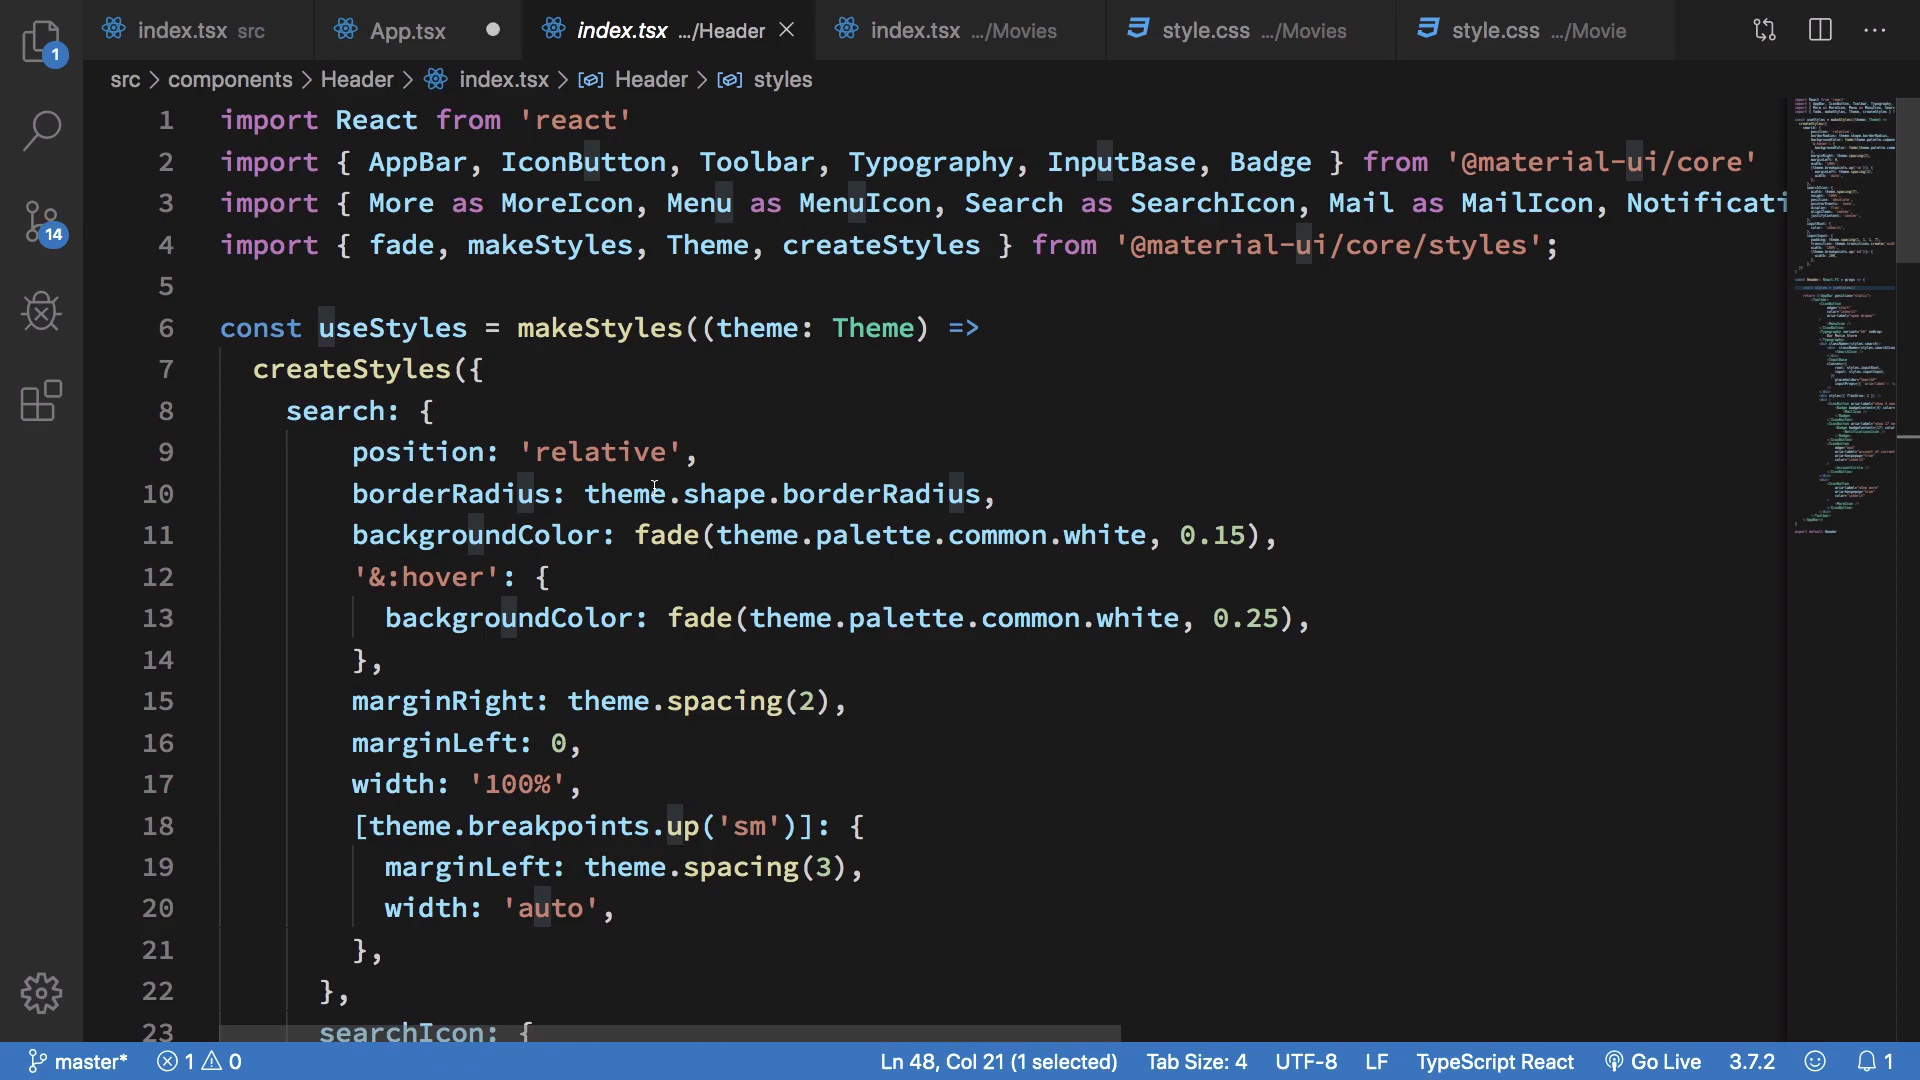 index.tsx src App.tsx index.tsx .../Header index.tsx .../Movies style.css .../Movies style.css .../Movie
src > components > Header > index.tsx > Header > styles
1 import React from 'react'
2 import { AppBar, IconButton, Toolbar, Typography, InputBase, Badge } from '@material-ui/core'
3 import { More as MoreIcon, Menu as MenuIcon, Search as SearchIcon, Mail as MailIcon, Notificati
4 import { fade, makeStyles, Theme, createStyles } from '@material-ui/core/styles';
5
6 const useStyles = makeStyles((theme: Theme) =>
7 createStyles({
8 search: {
9 position: 'relative',
10 borderRadius: theme.shape.borderRadius,
11 backgroundColor: fade(theme.palette.common.white, 0.15),
12 '&:hover': {
13 backgroundColor: fade(theme.palette.common.white, 0.25),
14 },
15 marginRight: theme.spacing(2),
16 marginLeft: 0,
17 width: '100%',
18 [theme.breakpoints.up('sm')]: {
19 marginLeft: theme.spacing(3),
20 width: 'auto',
21 },
22 },
23 searchIcon: {
1
14
master* 1 0 Ln 48, Col 21 (1 selected) Tab Size: 4 UTF-8 LF TypeScript React Go Live 3.7.2 1